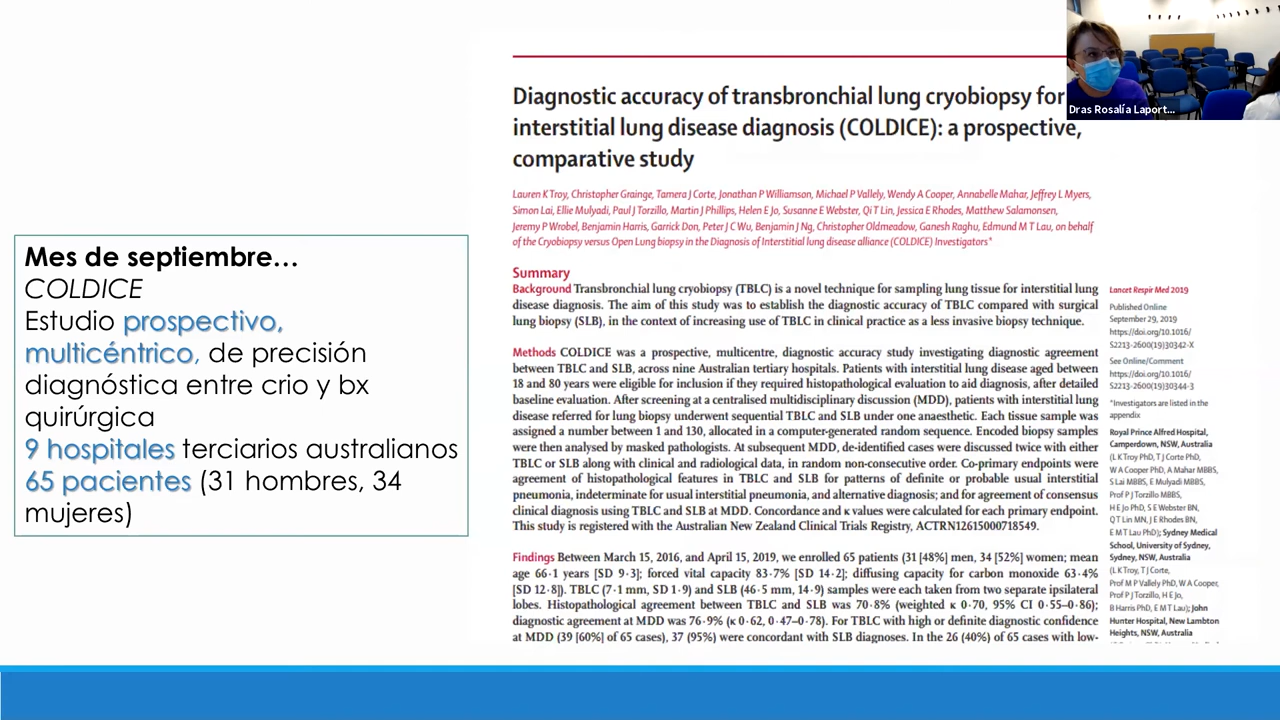 Dras Rosalía Laport...
Mes de septiembre...
COLDICE
Estudio prospectivo,
multicéntrico, de precisión
diagnóstica entre crio y bx
quirúrgica
9 hospitales terciarios australianos
65 pacientes (31 hombres, 34
mujeres)
Diagnostic accuracy of transbronchial lung cryobiopsy for
interstitial lung disease diagnosis (COLDICE): a prospective,
comparative study
Lauren K Troy, Christopher Grainge, Tamera J Corte, Jonathan P Williamson, Michael P Vallely, Wendy A Cooper, Annabelle Mahar, Jeffrey L Myers,
Simon Lai, Ellie Mulyadi, Paul J Torzillo, Martin J Phillips, Helen E Jo, Susanne E Webster, Qi T Lin, Jessica E Rhodes, Matthew Salamonsen,
Jeremy P Wrobel, Benjamin Harris, Garrick Don, Peter J C Wu, Benjamin J Ng, Christopher Oldmeadow, Ganesh Raghu, Edmund M T Lau, on behalf
of the Cryobiopsy versus Open Lung biopsy in the Diagnosis of Interstitial lung disease alliance (COLDICE) Investigators*
Summary
Background Transbronchial lung cryobiopsy (TBLC) is a novel technique for sampling lung tissue for interstitial lung
disease diagnosis. The aim of this study was to establish the diagnostic accuracy of TBLC compared with surgical
lung biopsy (SLB), in the context of increasing use of TBLC in clinical practice as a less invasive biopsy technique.
Methods COLDICE was a prospective, multicentre, diagnostic accuracy study investigating diagnostic agreement
between TBLC and SLB, across nine Australian tertiary hospitals. Patients with interstitial lung disease aged between
18 and 80 years were eligible for inclusion if they required histopathological evaluation to aid diagnosis, after detailed
baseline evaluation. After screening at a centralised multidisciplinary discussion (MDD), patients with interstitial lung
disease referred for lung biopsy underwent sequential TBLC and SLB under one anaesthetic. Each tissue sample was
assigned a number between 1 and 130, allocated in a computer-generated random sequence. Encoded biopsy samples
were then analysed by masked pathologists. At subsequent MDD, de-identified cases were discussed twice with either
TBLC or SLB along with clinical and radiological data, in random non-consecutive order. Co-primary endpoints were
agreement of histopathological features in TBLC and SLB for patterns of definite or probable usual interstitial
pneumonia, indeterminate for usual interstitial pneumonia, and alternative diagnosis; and for agreement of consensus
clinical diagnosis using TBLC and SLB at MDD. Concordance and κ values were calculated for each primary endpoint.
This study is registered with the Australian New Zealand Clinical Trials Registry, ACTRN12615000718549.
Findings Between March 15, 2016, and April 15, 2019, we enrolled 65 patients (31 [48%] men, 34 [52%] women; mean
age 66·1 years [SD 9·3]; forced vital capacity 83·7% [SD 14·2]; diffusing capacity for carbon monoxide 63·4%
[SD 12·8]). TBLC (7·1 mm, SD 1·9) and SLB (46·5 mm, 14·9) samples were each taken from two separate ipsilateral
lobes. Histopathological agreement between TBLC and SLB was 70·8% (weighted κ 0·70, 95% CI 0·55–0·86);
diagnostic agreement at MDD was 76·9% (κ 0·62, 0·47–0·78). For TBLC with high or definite diagnostic confidence
at MDD (39 [60%] of 65 cases), 37 (95%) were concordant with SLB diagnoses. In the 26 (40%) of 65 cases with low-
Lancet Respir Med 2019
Published Online
September 29, 2019
https://doi.org/10.1016/
S2213-2600(19)30342-X
See Online/Comment
https://doi.org/10.1016/
S2213-2600(19)30344-3
*Investigators are listed in the
appendix
Royal Prince Alfred Hospital,
Camperdown, NSW, Australia
(L K Troy PhD, T J Corte PhD,
W A Cooper PhD, A Mahar MBBS,
S Lai MBBS, E Mulyadi MBBS,
Prof P J Torzillo MBBS,
H E Jo PhD, S E Webster BN,
Q T Lin MN, J E Rhodes BN,
E M T Lau PhD); Sydney Medical
School, University of Sydney,
Sydney, NSW, Australia
(L K Troy, T J Corte,
Prof M P Vallely PhD, W A Cooper,
Prof P J Torzillo, H E Jo,
B Harris PhD, E M T Lau); John
Hunter Hospital, New Lambton
Heights, NSW, Australia